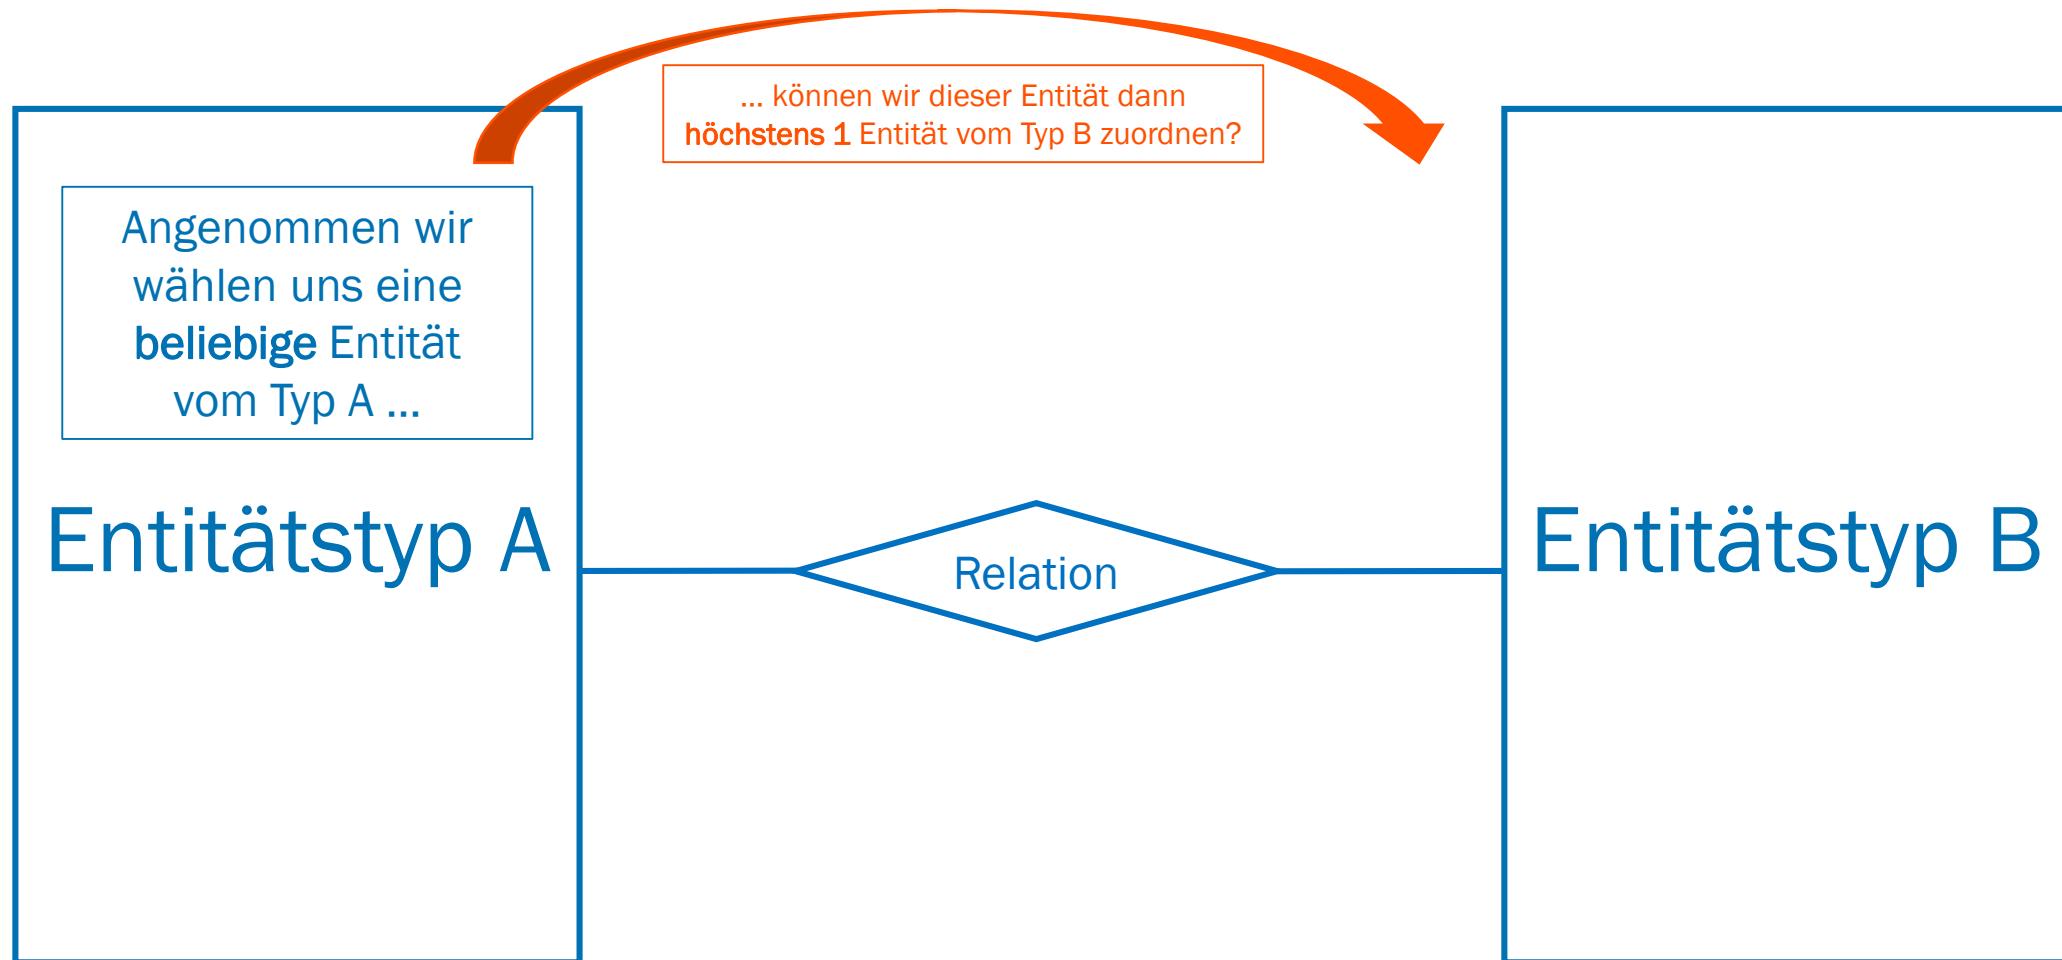 ... können wir dieser Entität dann
höchstens 1 Entität vom Typ B zuordnen?
Angenommen wir
wählen uns eine
beliebige Entität
vom Typ A ...
Entitätstyp A
Relation
Entitätstyp B